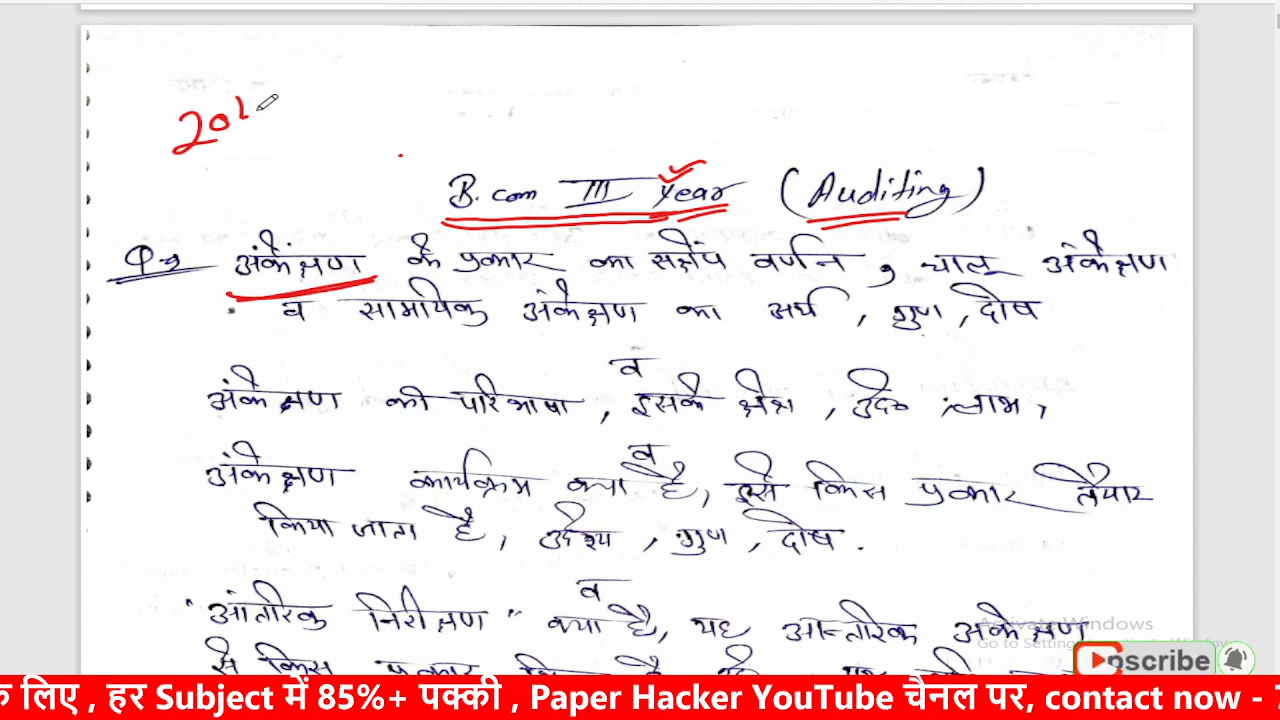 201
B.com III Year (Auditing)
Q→ अंकेक्षण के प्रकार का संक्षेप वर्णन, चालू अंकेक्षण
व सामयिक अंकेक्षण का अर्थ, गुण, दोष
व
अंकेक्षण की परिभाषा, इसके क्षेत्र, उद्देश्य, लाभ,
व
अंकेक्षण कार्यक्रम क्या है, इसे किस प्रकार तैयार
किया जाता है, उद्देश्य, गुण, दोष.
व
"आंतरिक निरीक्षण" क्या है, यह आन्तरिक अंकेक्षण
से किस प्रकार
Activate Windows
Go to Settings
Subscribe
के लिए, हर Subject में 85%+ पक्की, Paper Hacker YouTube चैनल पर, contact now -